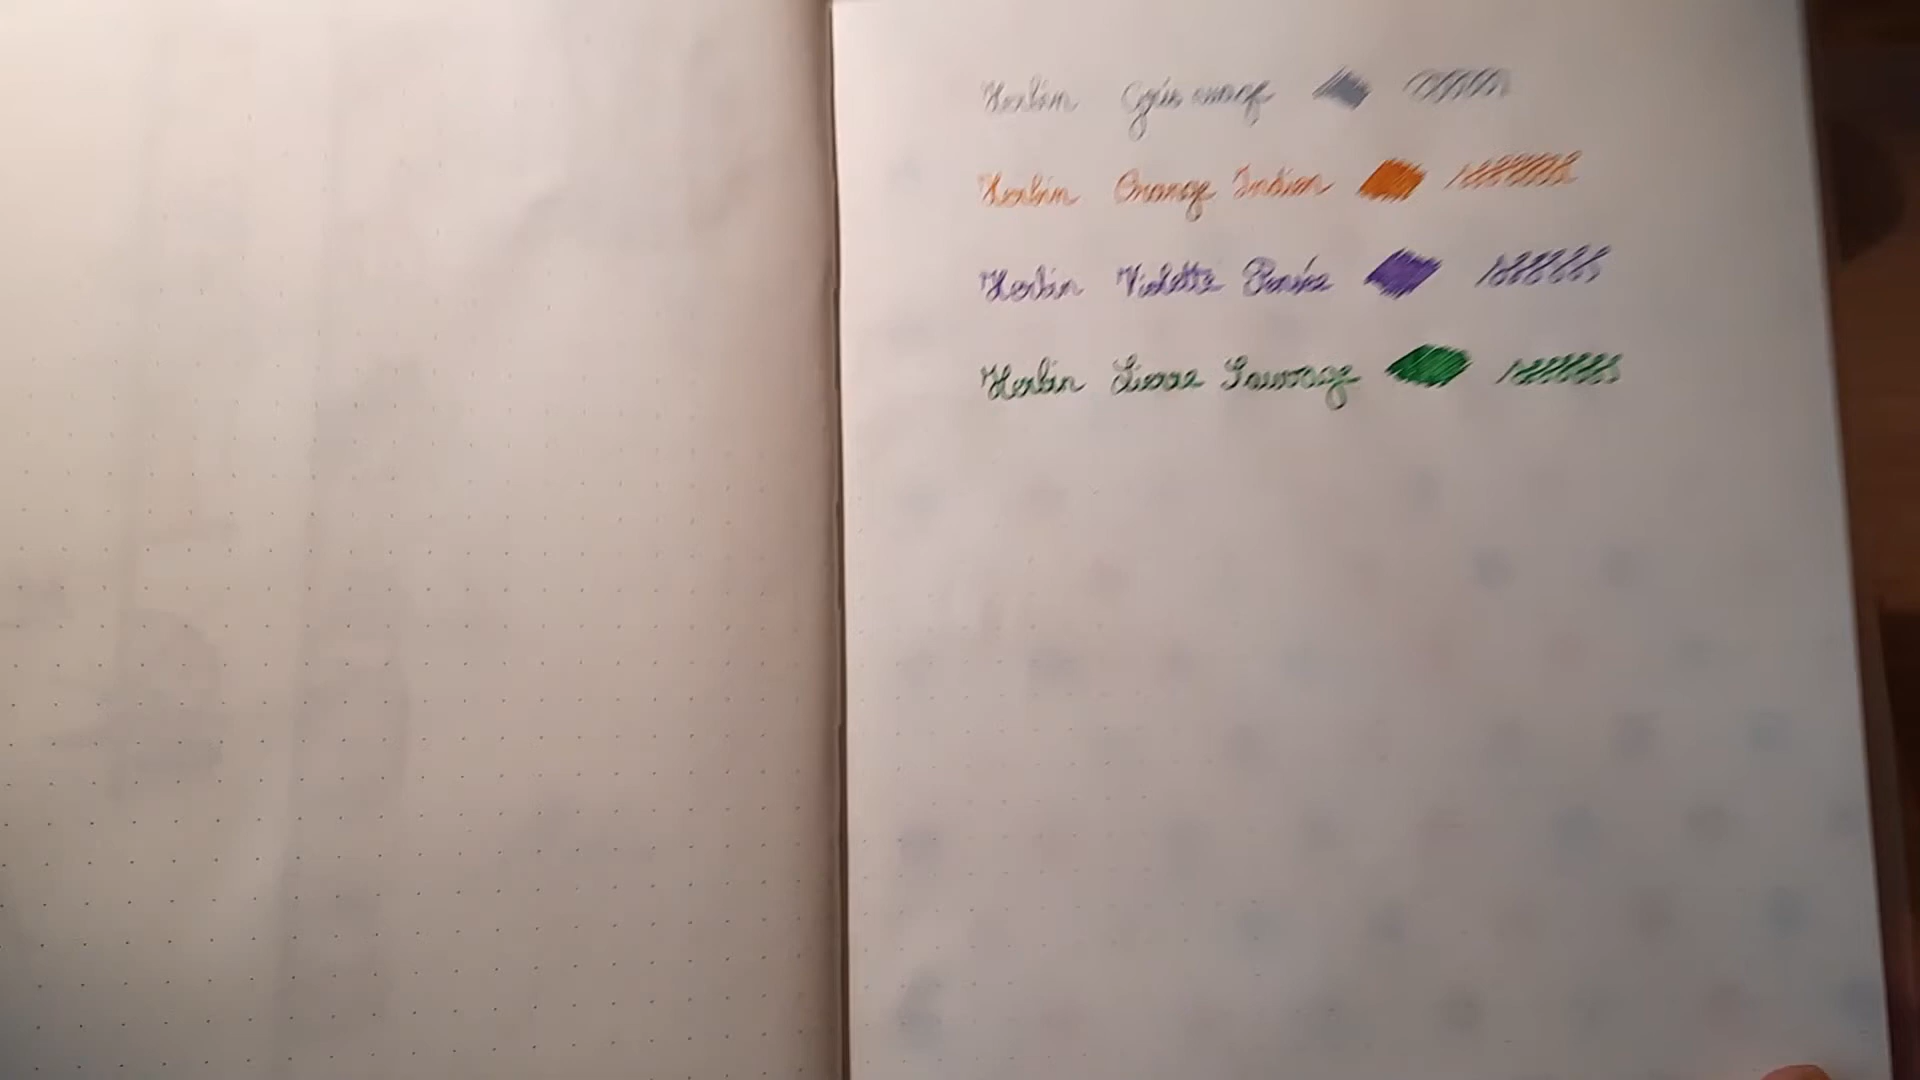 Herbin Gris nuage
Herbin Orange Indien
Herbin Violette Pensée
Herbin Lierre Sauvage